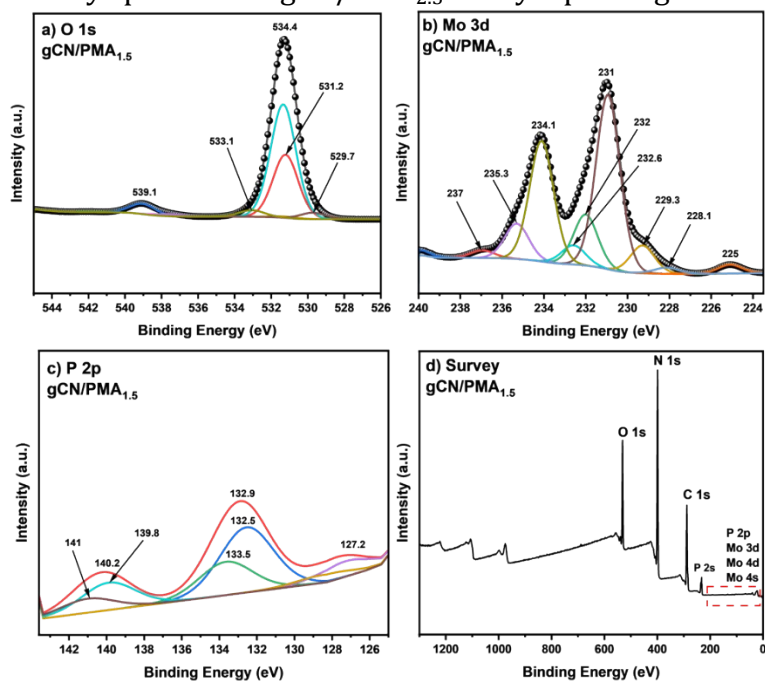 2.5
a) O 1s
gCN/PMA1.5
534.4
531.2
533.1
529.7
539.1
Intensity (a.u.)
544 542 540 538 536 534 532 530 528 526
Binding Energy (eV)
b) Mo 3d
gCN/PMA1.5
231
234.1
232
232.6
235.3
237
229.3
228.1
225
Intensity (a.u.)
240 238 236 234 232 230 228 226 224
Binding Energy (eV)
c) P 2p
gCN/PMA1.5
132.9
132.5
133.5
141
139.8
140.2
127.2
Intensity (a.u.)
142 140 138 136 134 132 130 128 126
Binding Energy (eV)
d) Survey
gCN/PMA1.5
N 1s
O 1s
C 1s
P 2s
P 2p
Mo 3d
Mo 4d
Mo 4s
Intensity (a.u.)
1200 1000 800 600 400 200 0
Binding Energy (eV)